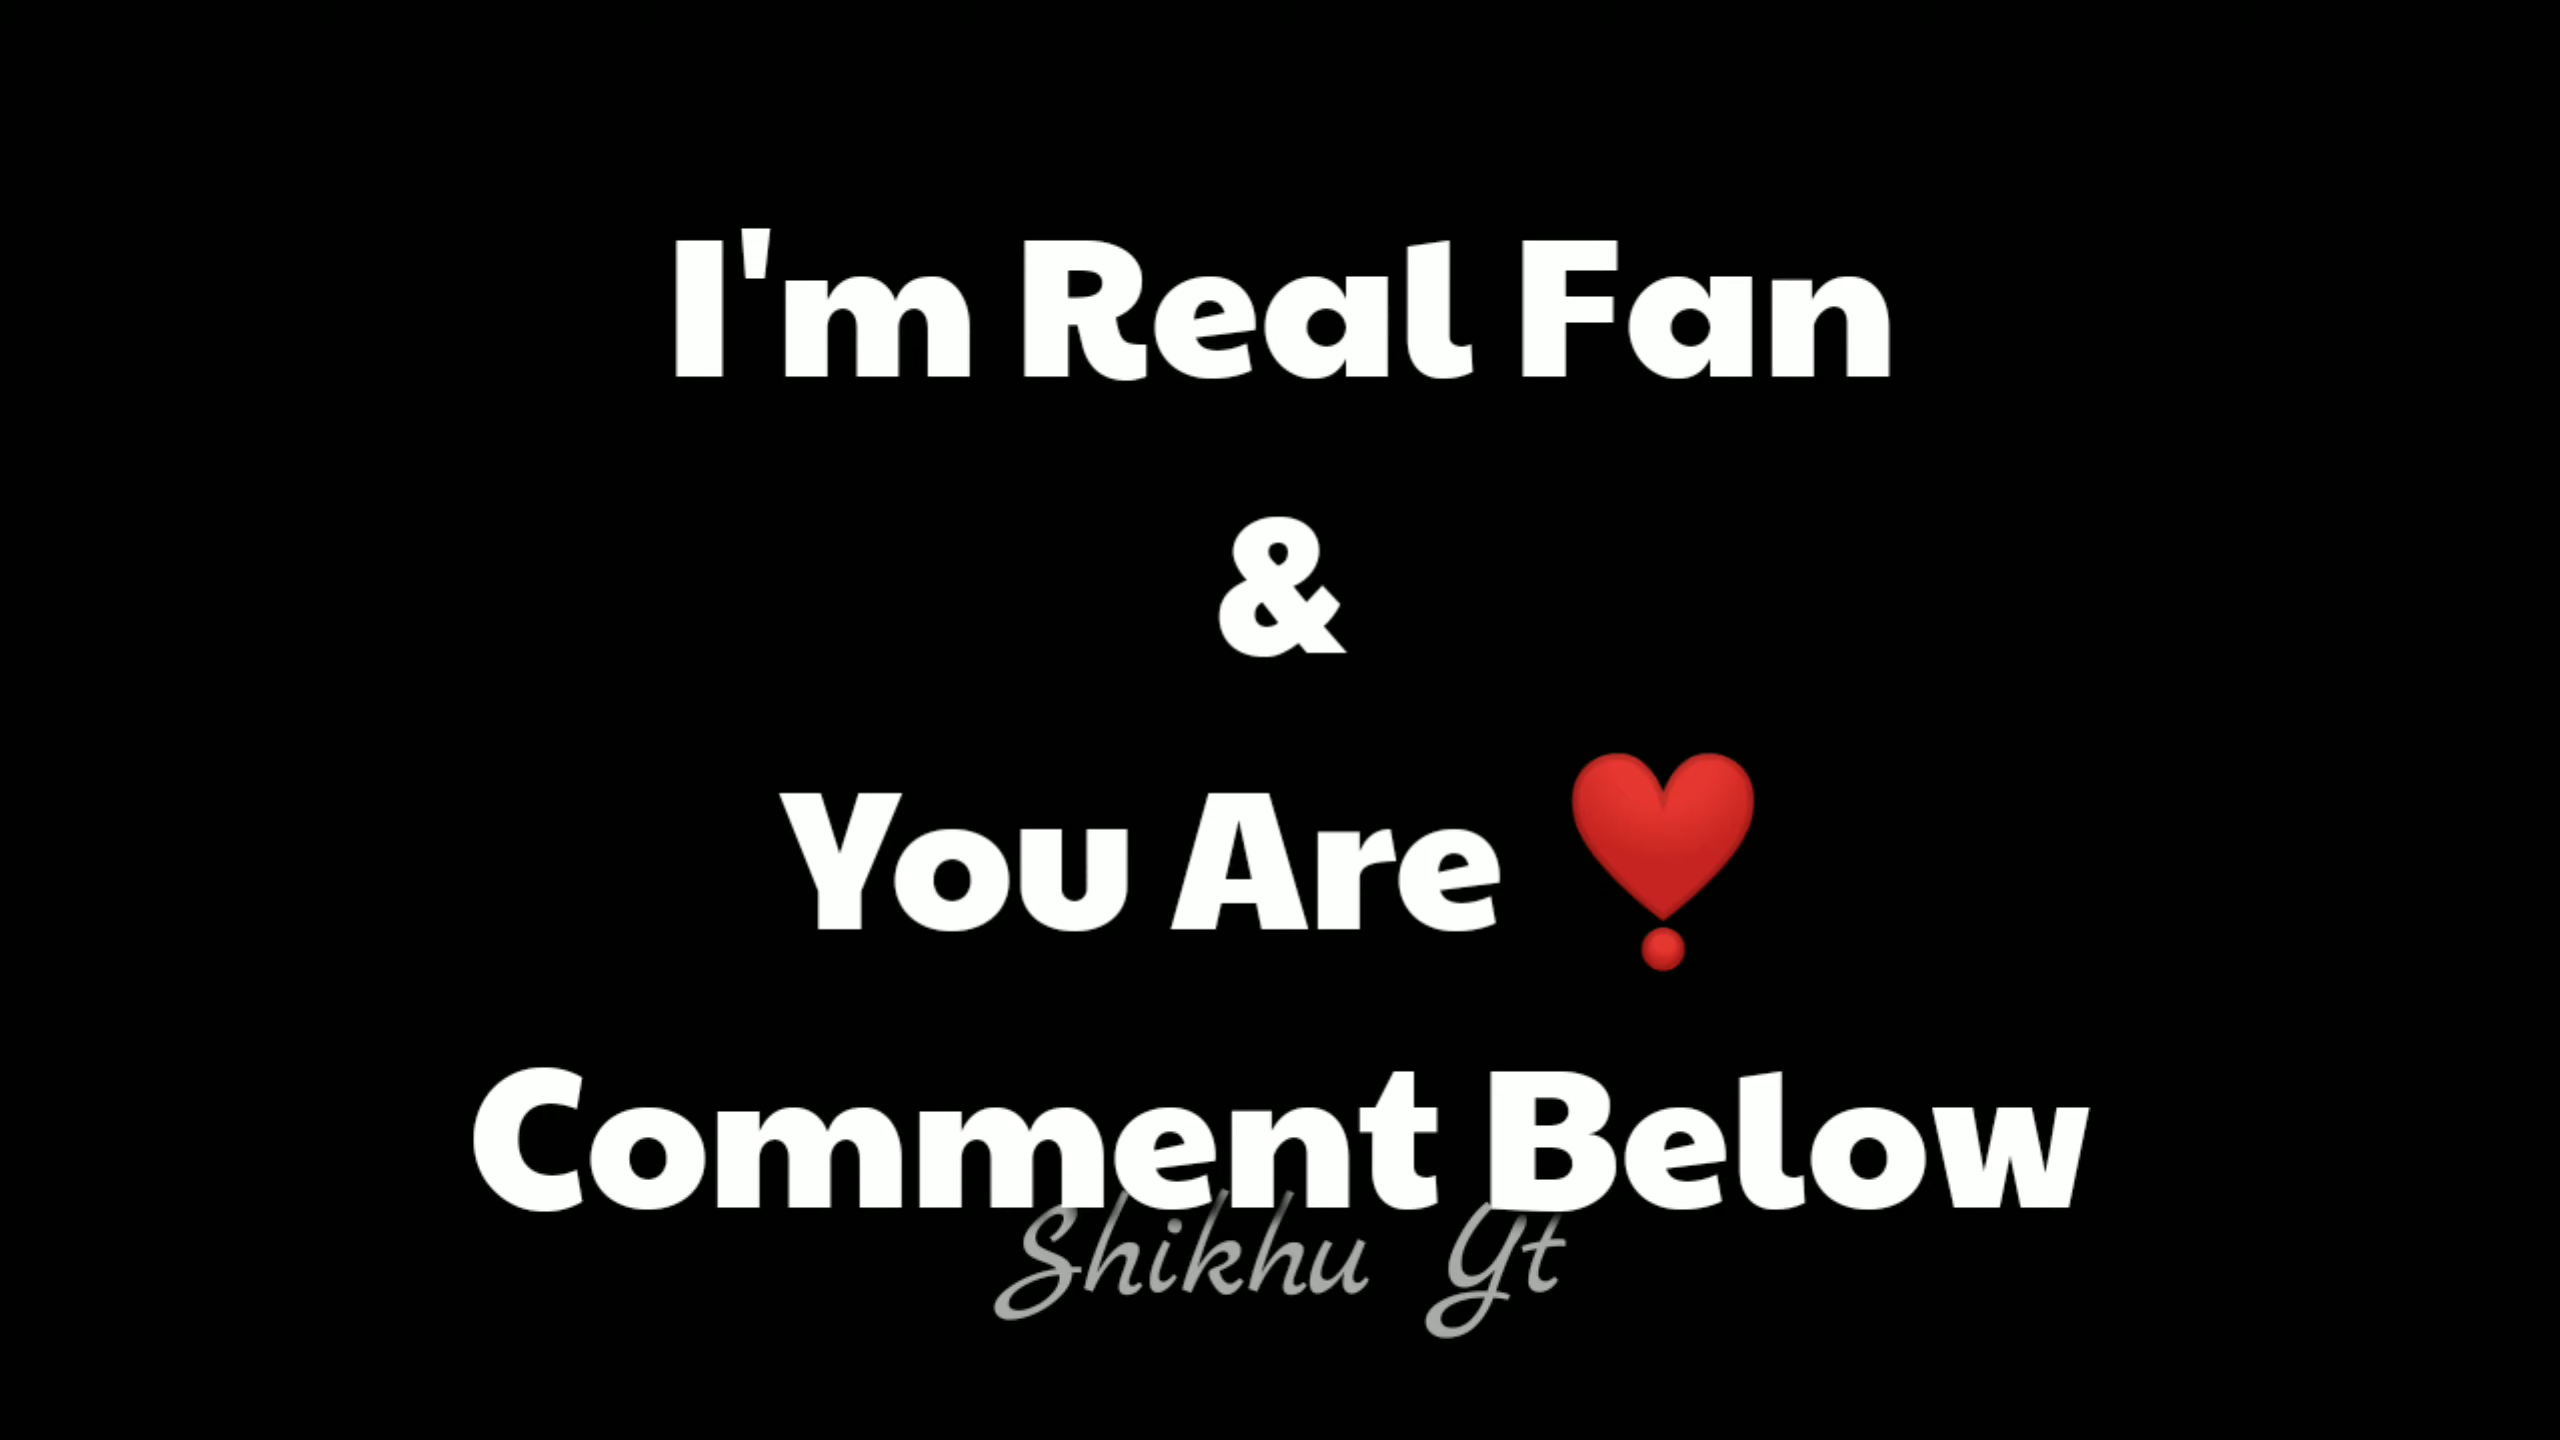 I'm Real Fan
&
You Are ❣️
Comment Below
Shikhu Yt